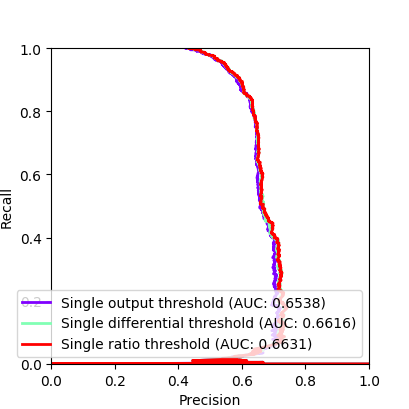 1.0
0.8
0.6
0.4
0.2
0.0
Recall
Single output threshold (AUC: 0.6538)
Single differential threshold (AUC: 0.6616)
Single ratio threshold (AUC: 0.6631)
0.0 0.2 0.4 0.6 0.8 1.0
Precision